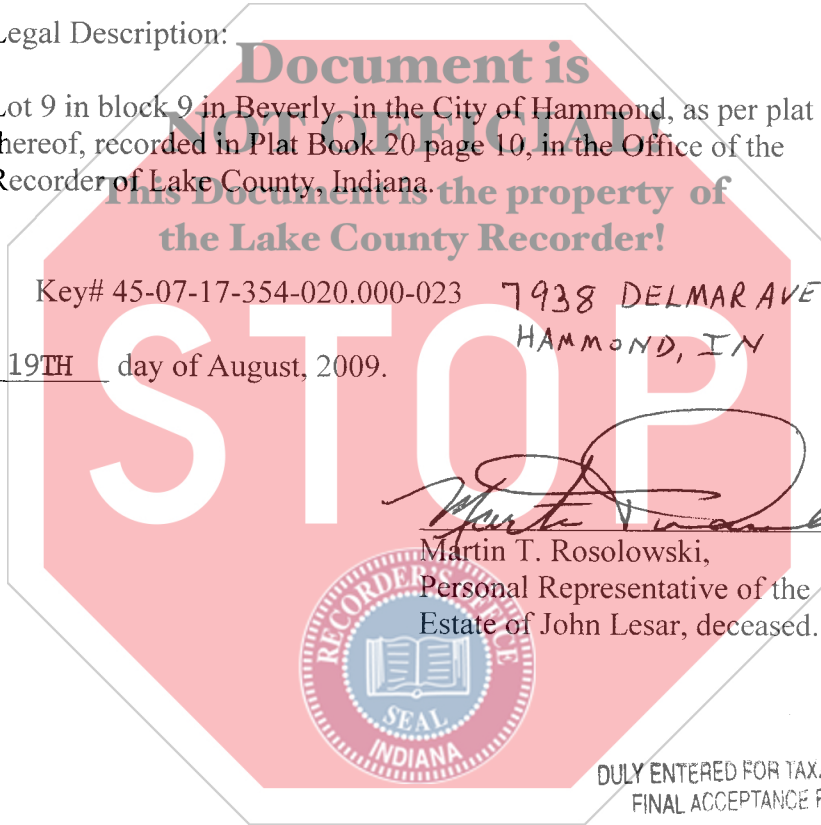 Legal Description:
Document is
Lot 9 in block 9 in Beverly, in the City of Hammond, as per plat
NOT OFFICIAL!
thereof, recorded in Plat Book 20 page 10, in the Office of the
Recorder of Lake County, Indiana.
This Document is the property of
the Lake County Recorder!
Key# 45-07-17-354-020.000-023 7938 DELMAR AVE
HAMMOND, IN
19TH day of August, 2009.
STOP
Martin T. Rosolowski,
Personal Representative of the
Estate of John Lesar, deceased.
RECORDER'S OFFICE
SEAL
INDIANA
DULY ENTERED FOR TAX
FINAL ACCEPTANCE F